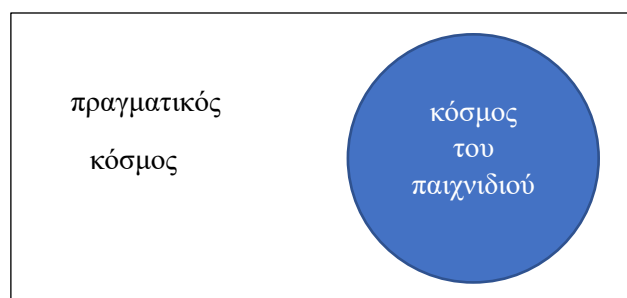 πραγματικός
κόσμος
κόσμος
του
παιχνιδιού